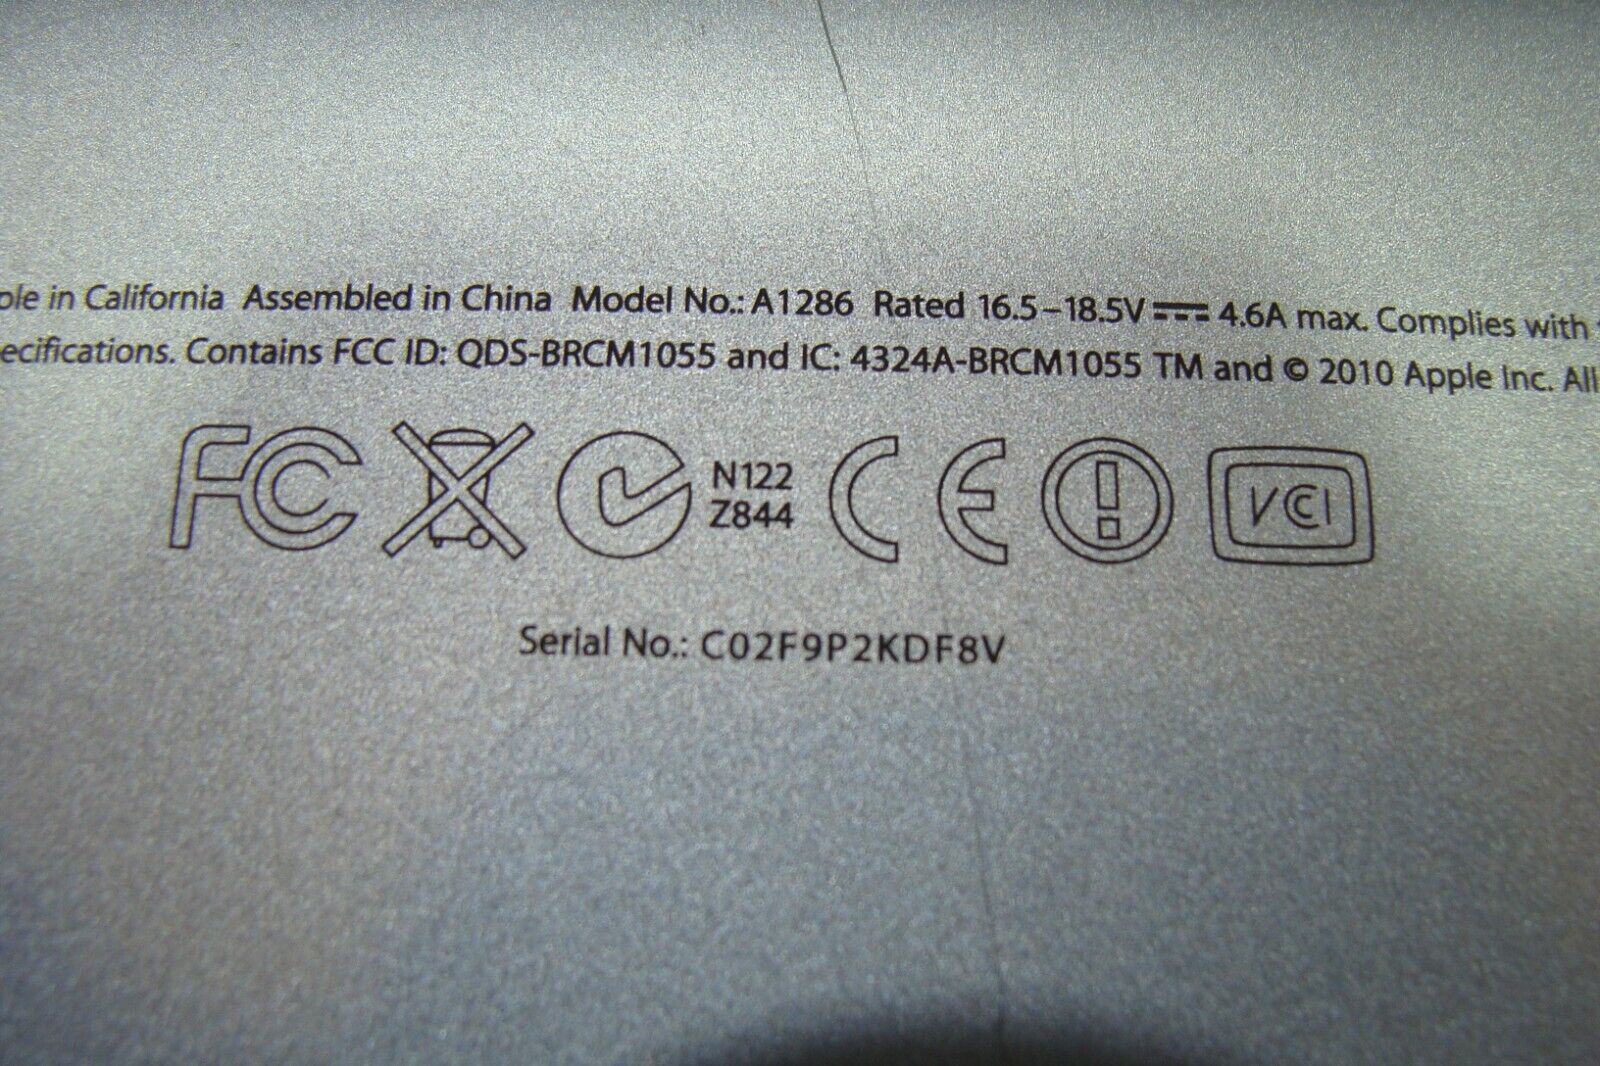 in California Assembled in China Model No.: A1286 Rated 16.5–18.5V⎓ 4.6A max. Complies with
Contains FCC ID: QDS-BRCM1055 and IC: 4324A-BRCM1055 TM and © 2010 Apple Inc. All
FC N122 CE VCI
Z844
Serial No.: C02F9P2KDF8V